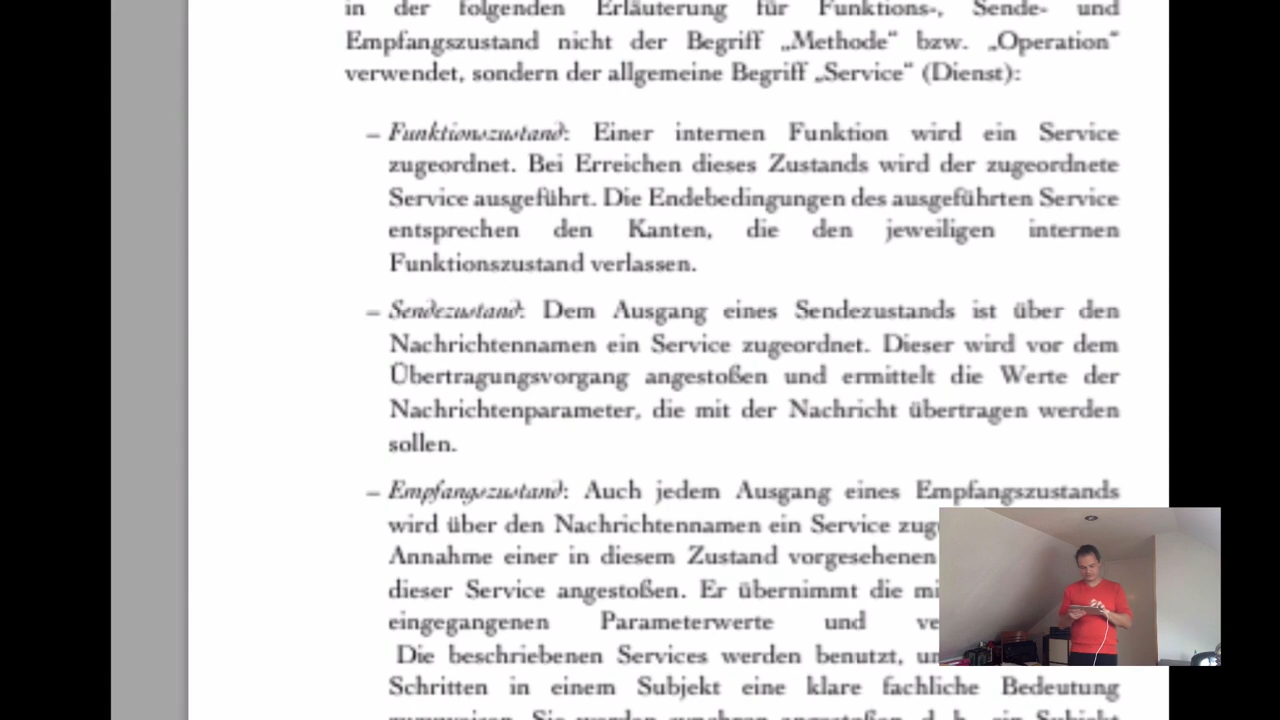 in der folgenden Erläuterung für Funktions-, Sende- und
Empfangszustand nicht der Begriff „Methode“ bzw. „Operation“
verwendet, sondern der allgemeine Begriff „Service“ (Dienst):
– Funktionszustand: Einer internen Funktion wird ein Service
zugeordnet. Bei Erreichen dieses Zustands wird der zugeordnete
Service ausgeführt. Die Endebedingungen des ausgeführten Service
entsprechen den Kanten, die den jeweiligen internen
Funktionszustand verlassen.
– Sendezustand: Dem Ausgang eines Sendezustands ist über den
Nachrichtennamen ein Service zugeordnet. Dieser wird vor dem
Übertragungsvorgang angestoßen und ermittelt die Werte der
Nachrichtenparameter, die mit der Nachricht übertragen werden
sollen.
– Empfangszustand: Auch jedem Ausgang eines Empfangszustands
wird über den Nachrichtennamen ein Service
Annahme einer in diesem Zustand vorgesehenen
dieser Service angestoßen. Er übernimmt die
eingegangenen Parameterwerte und
Die beschriebenen Services werden benutzt,
Schritten in einem Subjekt eine klare fachliche Bedeutung